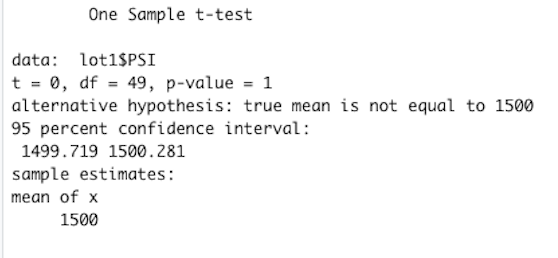 One Sample t-test
data: lot1$PSI
t = 0, df = 49, p-value = 1
alternative hypothesis: true mean is not equal to 1500
95 percent confidence interval:
1499.719 1500.281
sample estimates:
mean of x
1500